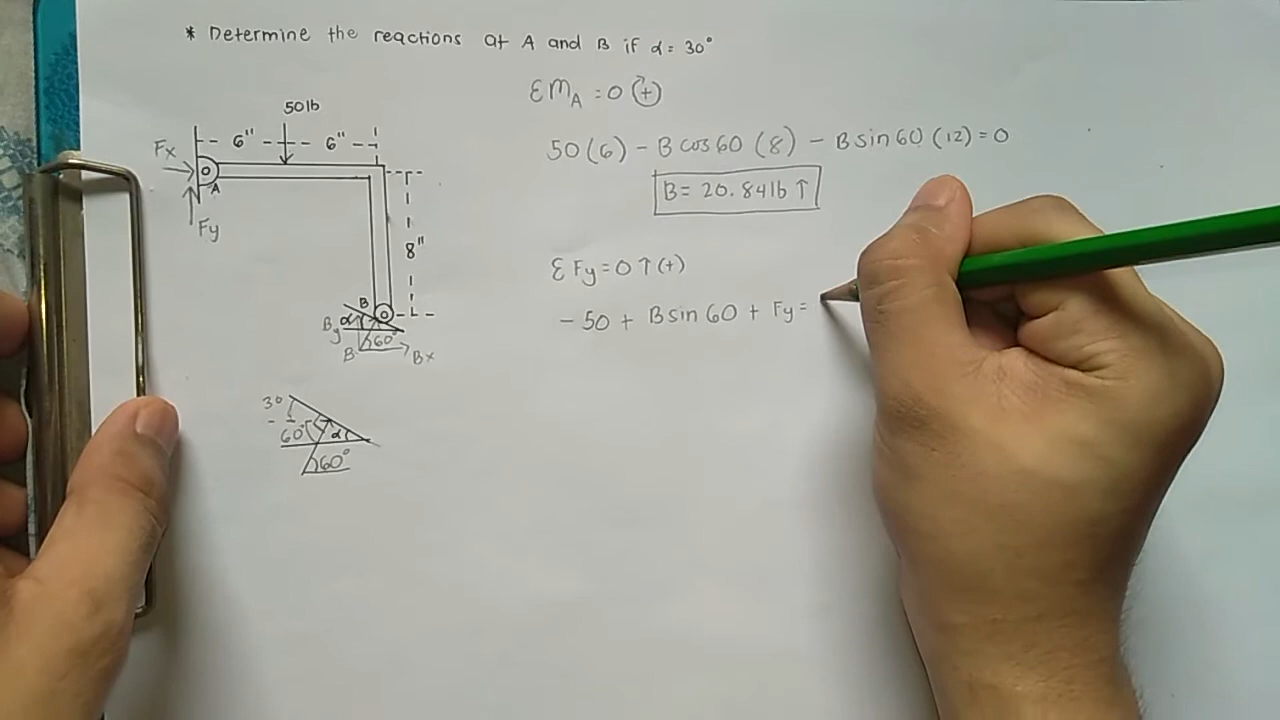 * Determine the reactions at A and B if α = 30°
ΣM_A = 0 (+)
50(6) - B cos 60 (8) - B sin 60 (12) = 0
B = 20.84 lb ↑
ΣFy = 0 ↑ (+)
- 50 + B sin 60 + Fy =
50 lb
6" 6"
Fx
A
Fy
8"
B
α
By
60°
B
Bx
30
60°
α
60°